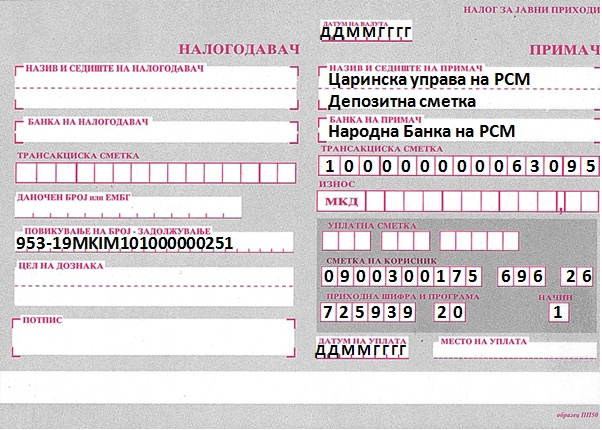 НАЛОГ ЗА ЈАВНИ ПРИХОДИ
ДАТУМ НА ВАЛУТА
ДДММГГГГ
НАЛОГОДАВАЧ
ПРИМАЧ
НАЗИВ И СЕДИШТЕ НА НАЛОГОДАВАЧ
НАЗИВ И СЕДИШТЕ НА ПРИМАЧ
Царинска управа на РСМ
Депозитна сметка
БАНКА НА НАЛОГОДАВАЧ
БАНКА НА ПРИМАЧ
Народна Банка на РСМ
ТРАНСАКЦИСКА СМЕТКА
ТРАНСАКЦИСКА СМЕТКА
100000000063095
ДАНОЧЕН БРОЈ или ЕМБГ
ИЗНОС
МКД ,
ПОВИКУВАЊЕ НА БРОЈ - ЗАДОЛЖУВАЊЕ
953-19MKIM101000000251
УПЛАТНА СМЕТКА
ЦЕЛ НА ДОЗНАКА
СМЕТКА НА КОРИСНИК
0900300175 696 26
ПРИХОДНА ШИФРА И ПРОГРАМА
НАЧИН
725939 20 1
ПОТПИС
ДАТУМ НА УПЛАТА
МЕСТО НА УПЛАТА
ДДММГГГГ
образец ПП50